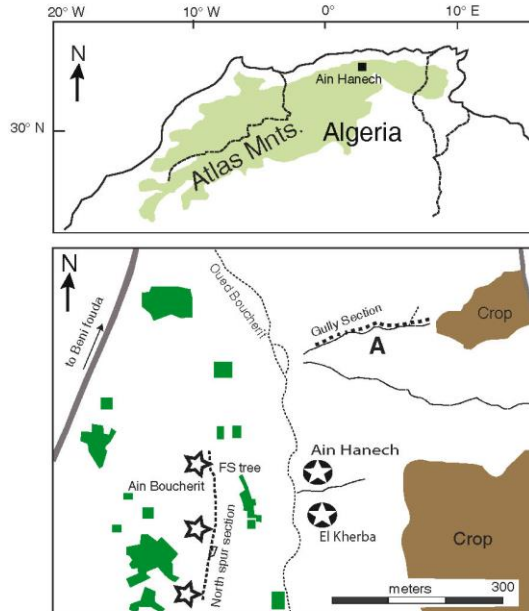 20° W 10° W 0° 10° E
N
Ain Hanech
30° N
Atlas Mnts.
Algeria
N
to Beni fouda
Oued Boucherit
Gully Section
A
Crop
Ain Hanech
FS tree
Ain Boucherit
North spur section
El Kherba
Crop
meters 300